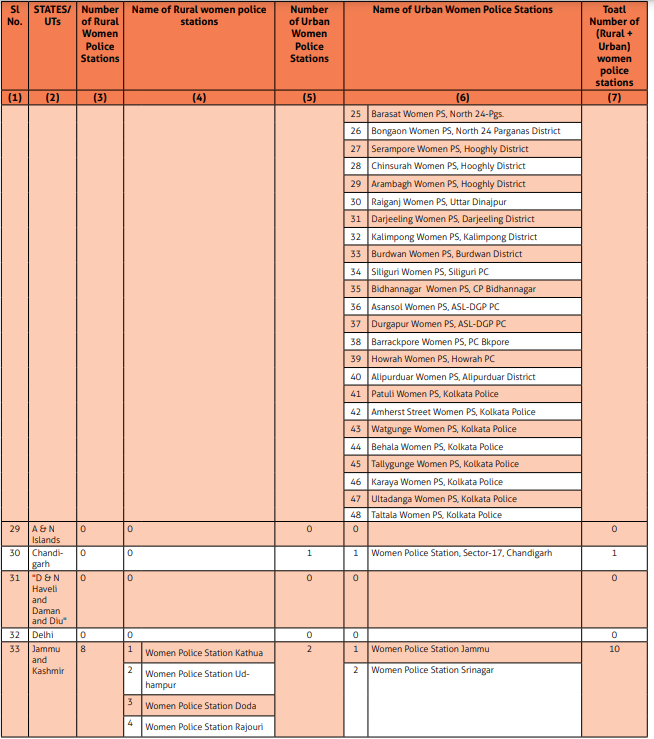 Sl No.
STATES/ UTs
Number of Rural Women Police Stations
Name of Rural women police stations
Number of Urban Women Police Stations
Name of Urban Women Police Stations
Toatl Number of (Rural + Urban) women police stations
(1) (2) (3) (4) (5) (6) (7)
25 Barasat Women PS, North 24-Pgs.
26 Bongaon Women PS, North 24 Parganas District
27 Serampore Women PS, Hooghly District
28 Chinsurah Women PS, Hooghly District
29 Arambagh Women PS, Hooghly District
30 Raiganj Women PS, Uttar Dinajpur
31 Darjeeling Women PS, Darjeeling District
32 Kalimpong Women PS, Kalimpong District
33 Burdwan Women PS, Burdwan District
34 Siliguri Women PS, Siliguri PC
35 Bidhannagar Women PS, CP Bidhannagar
36 Asansol Women PS, ASL-DGP PC
37 Durgapur Women PS, ASL-DGP PC
38 Barrackpore Women PS, PC Bkpore
39 Howrah Women PS, Howrah PC
40 Alipurduar Women PS, Alipurduar District
41 Patuli Women PS, Kolkata Police
42 Amherst Street Women PS, Kolkata Police
43 Watgunge Women PS, Kolkata Police
44 Behala Women PS, Kolkata Police
45 Tallygunge Women PS, Kolkata Police
46 Karaya Women PS, Kolkata Police
47 Ultadanga Women PS, Kolkata Police
48 Taltala Women PS, Kolkata Police
29 A & N 0 0 0 0 0
Islands
30 Chandi- 0 0 1 1 Women Police Station, Sector-17, Chandigarh 1
garh
31 "D & N 0 0 0 0 0
Haveli
and
Daman
and Diu"
32 Delhi 0 0 0 0 0
33 Jammu 8 1 Women Police Station Kathua 2 1 Women Police Station Jammu 10
and
Kashmir
2 Women Police Station Ud- 2 Women Police Station Srinagar
hampur
3 Women Police Station Doda
4 Women Police Station Rajouri